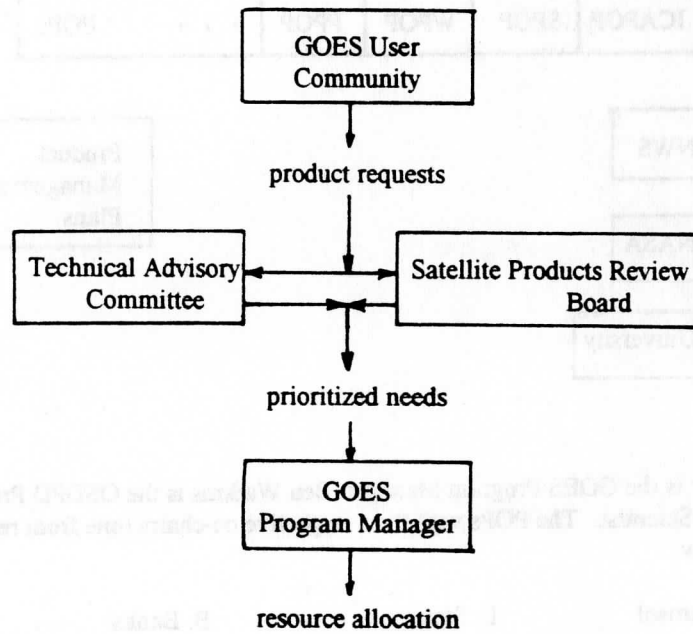 GOES User
Community
product requests
Technical Advisory
Committee
Satellite Products Review
Board
prioritized needs
GOES
Program Manager
resource allocation